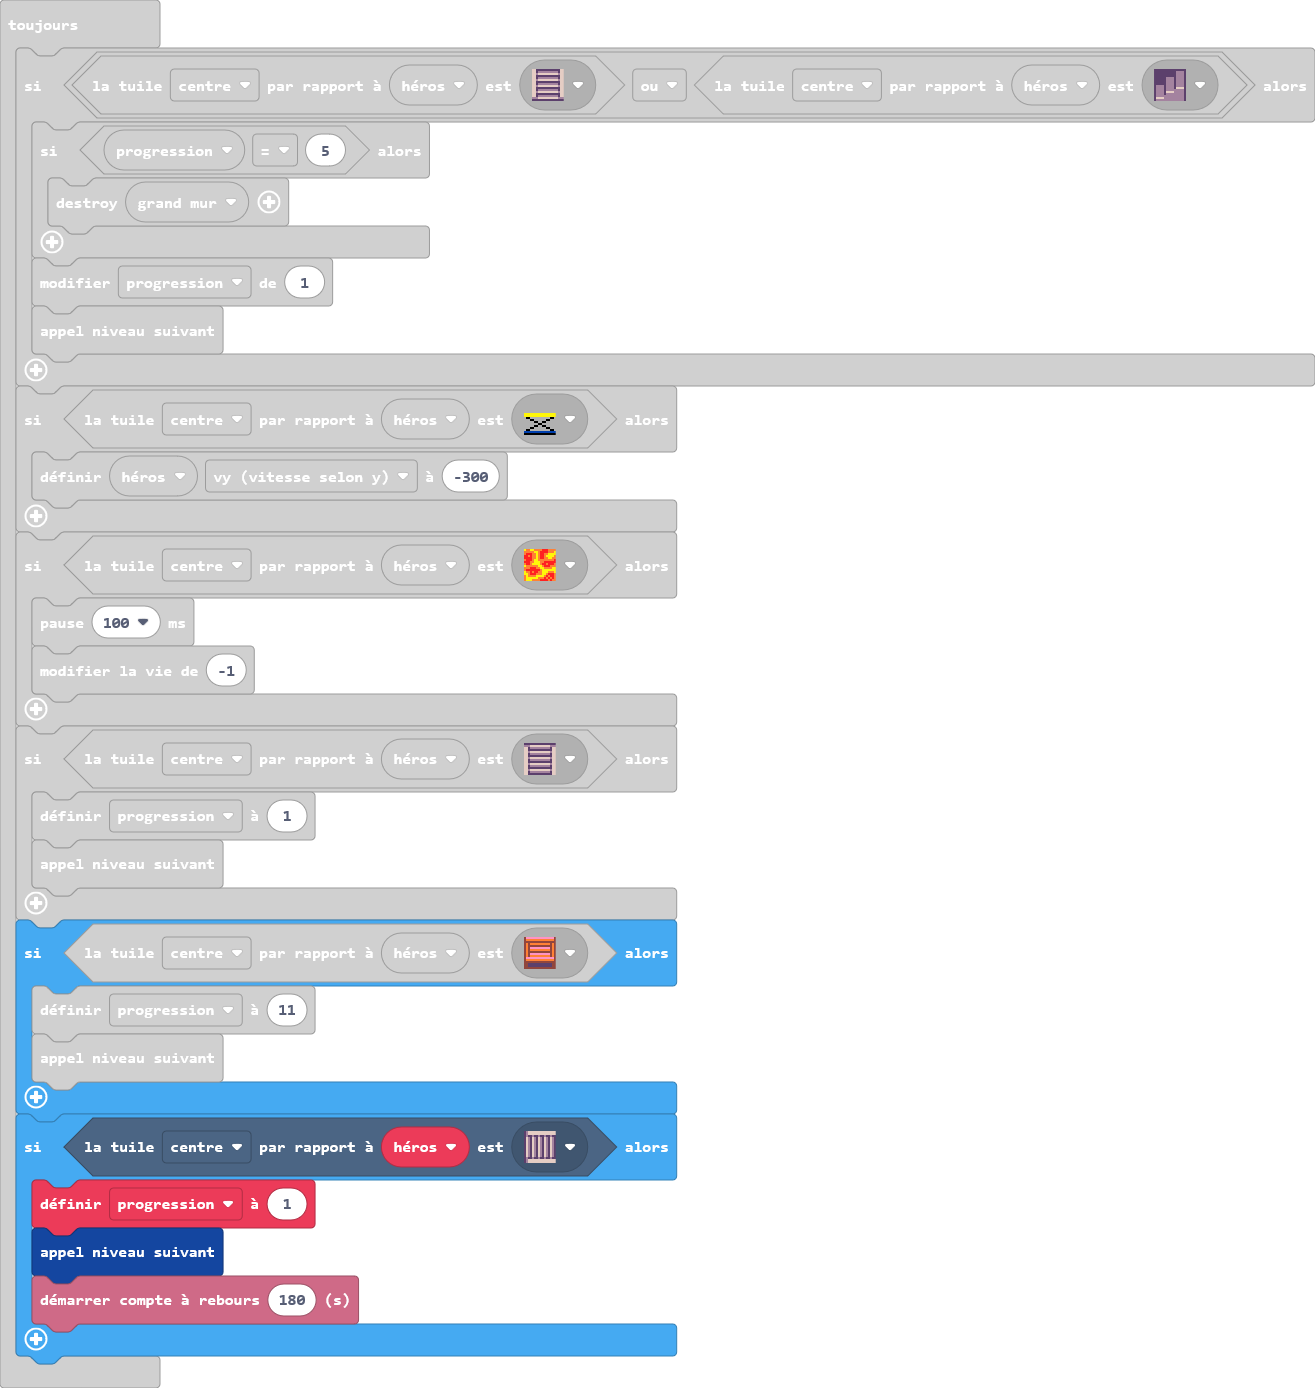 toujours
si la tuile centre par rapport à héros est ou la tuile centre par rapport à héros est alors
si progression = 5 alors
destroy grand mur
modifier progression de 1
appel niveau suivant
si la tuile centre par rapport à héros est alors
définir héros vy (vitesse selon y) à -300
si la tuile centre par rapport à héros est alors
pause 100 ms
modifier la vie de -1
si la tuile centre par rapport à héros est alors
définir progression à 1
appel niveau suivant
si la tuile centre par rapport à héros est alors
définir progression à 11
appel niveau suivant
si la tuile centre par rapport à héros est alors
définir progression à 1
appel niveau suivant
démarrer compte à rebours 180 (s)